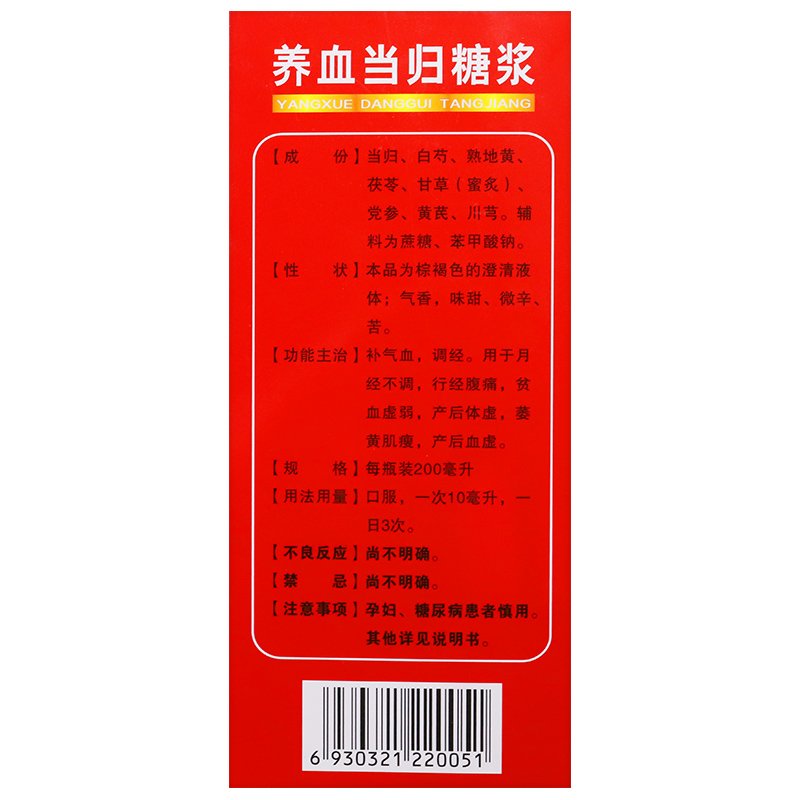 养血当归糖浆
YANGXUE DANGGUI TANGJIANG
【成份】当归、白芍、熟地黄、
茯苓、甘草（蜜炙）、
党参、黄芪、川芎。辅
料为蔗糖、苯甲酸钠。
【性状】本品为棕褐色的澄清液
体；气香，味甜、微辛、
苦。
【功能主治】补气血，调经。用于月
经不调，行经腹痛，贫
血虚弱，产后体虚，萎
黄肌瘦，产后血虚。
【规格】每瓶装200毫升
【用法用量】口服，一次10毫升，一
日3次。
【不良反应】尚不明确。
【禁忌】尚不明确。
【注意事项】孕妇、糖尿病患者慎用。
其他详见说明书。
6 930321 220051